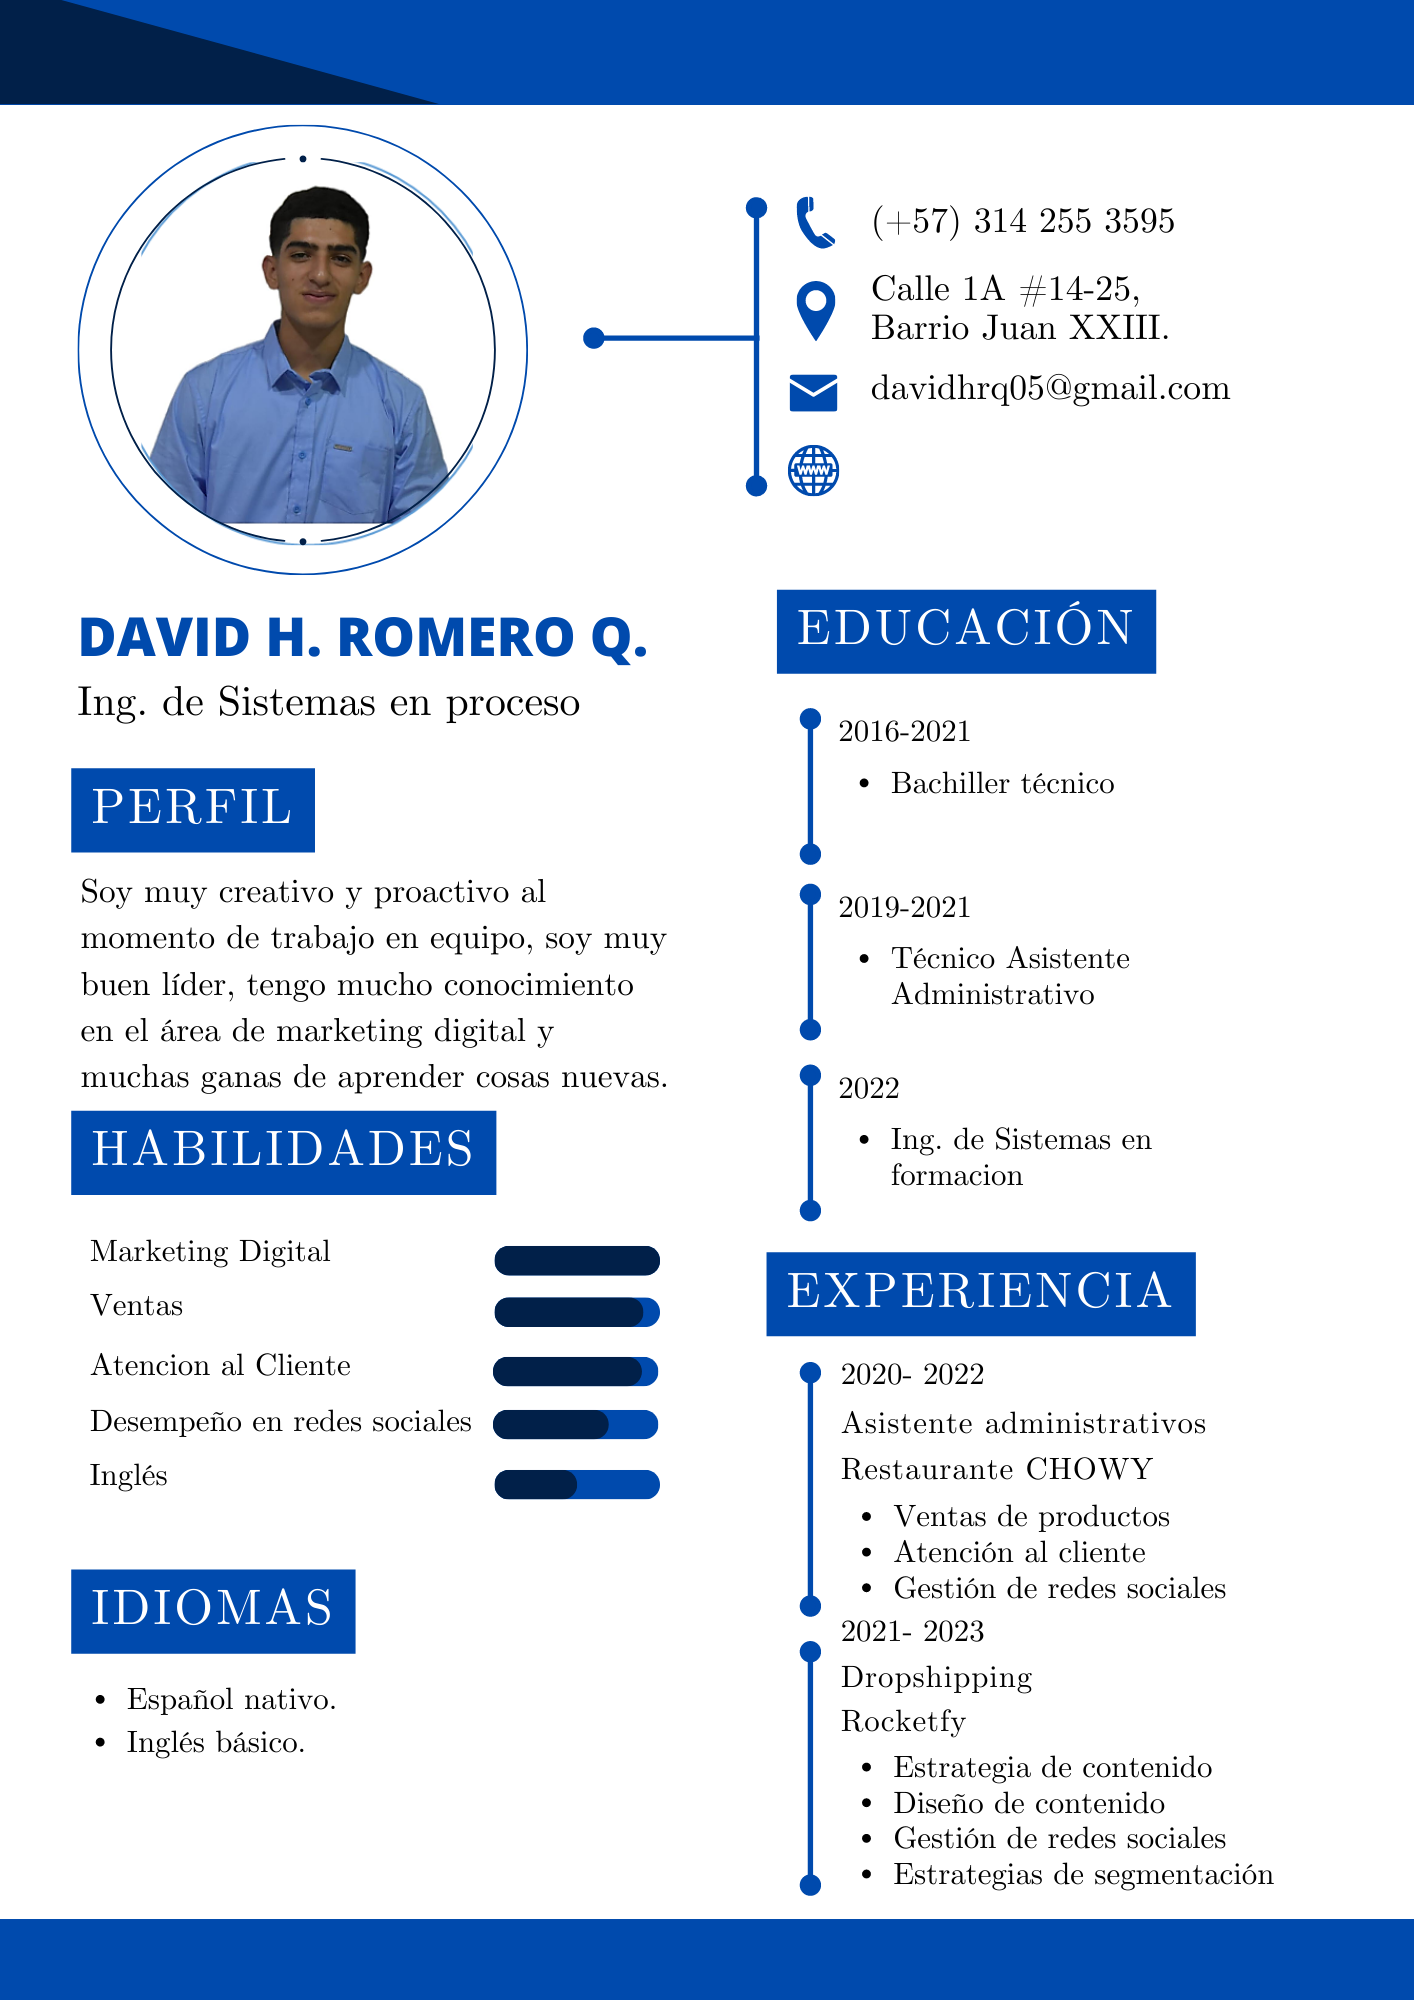 (+57) 314 255 3595
Calle 1A #14-25,
Barrio Juan XXIII.
davidhrq05@gmail.com
WWW
DAVID H. ROMERO Q.
Ing. de Sistemas en proceso
PERFIL
Soy muy creativo y proactivo al
momento de trabajo en equipo, soy muy
buen líder, tengo mucho conocimiento
en el área de marketing digital y
muchas ganas de aprender cosas nuevas.
HABILIDADES
Marketing Digital
Ventas
Atencion al Cliente
Desempeño en redes sociales
Inglés
IDIOMAS
• Español nativo.
• Inglés básico.
EDUCACIÓN
2016-2021
• Bachiller técnico
2019-2021
• Técnico Asistente
Administrativo
2022
• Ing. de Sistemas en
formacion
EXPERIENCIA
2020- 2022
Asistente administrativos
Restaurante CHOWY
• Ventas de productos
• Atención al cliente
• Gestión de redes sociales
2021- 2023
Dropshipping
Rocketfy
• Estrategia de contenido
• Diseño de contenido
• Gestión de redes sociales
• Estrategias de segmentación